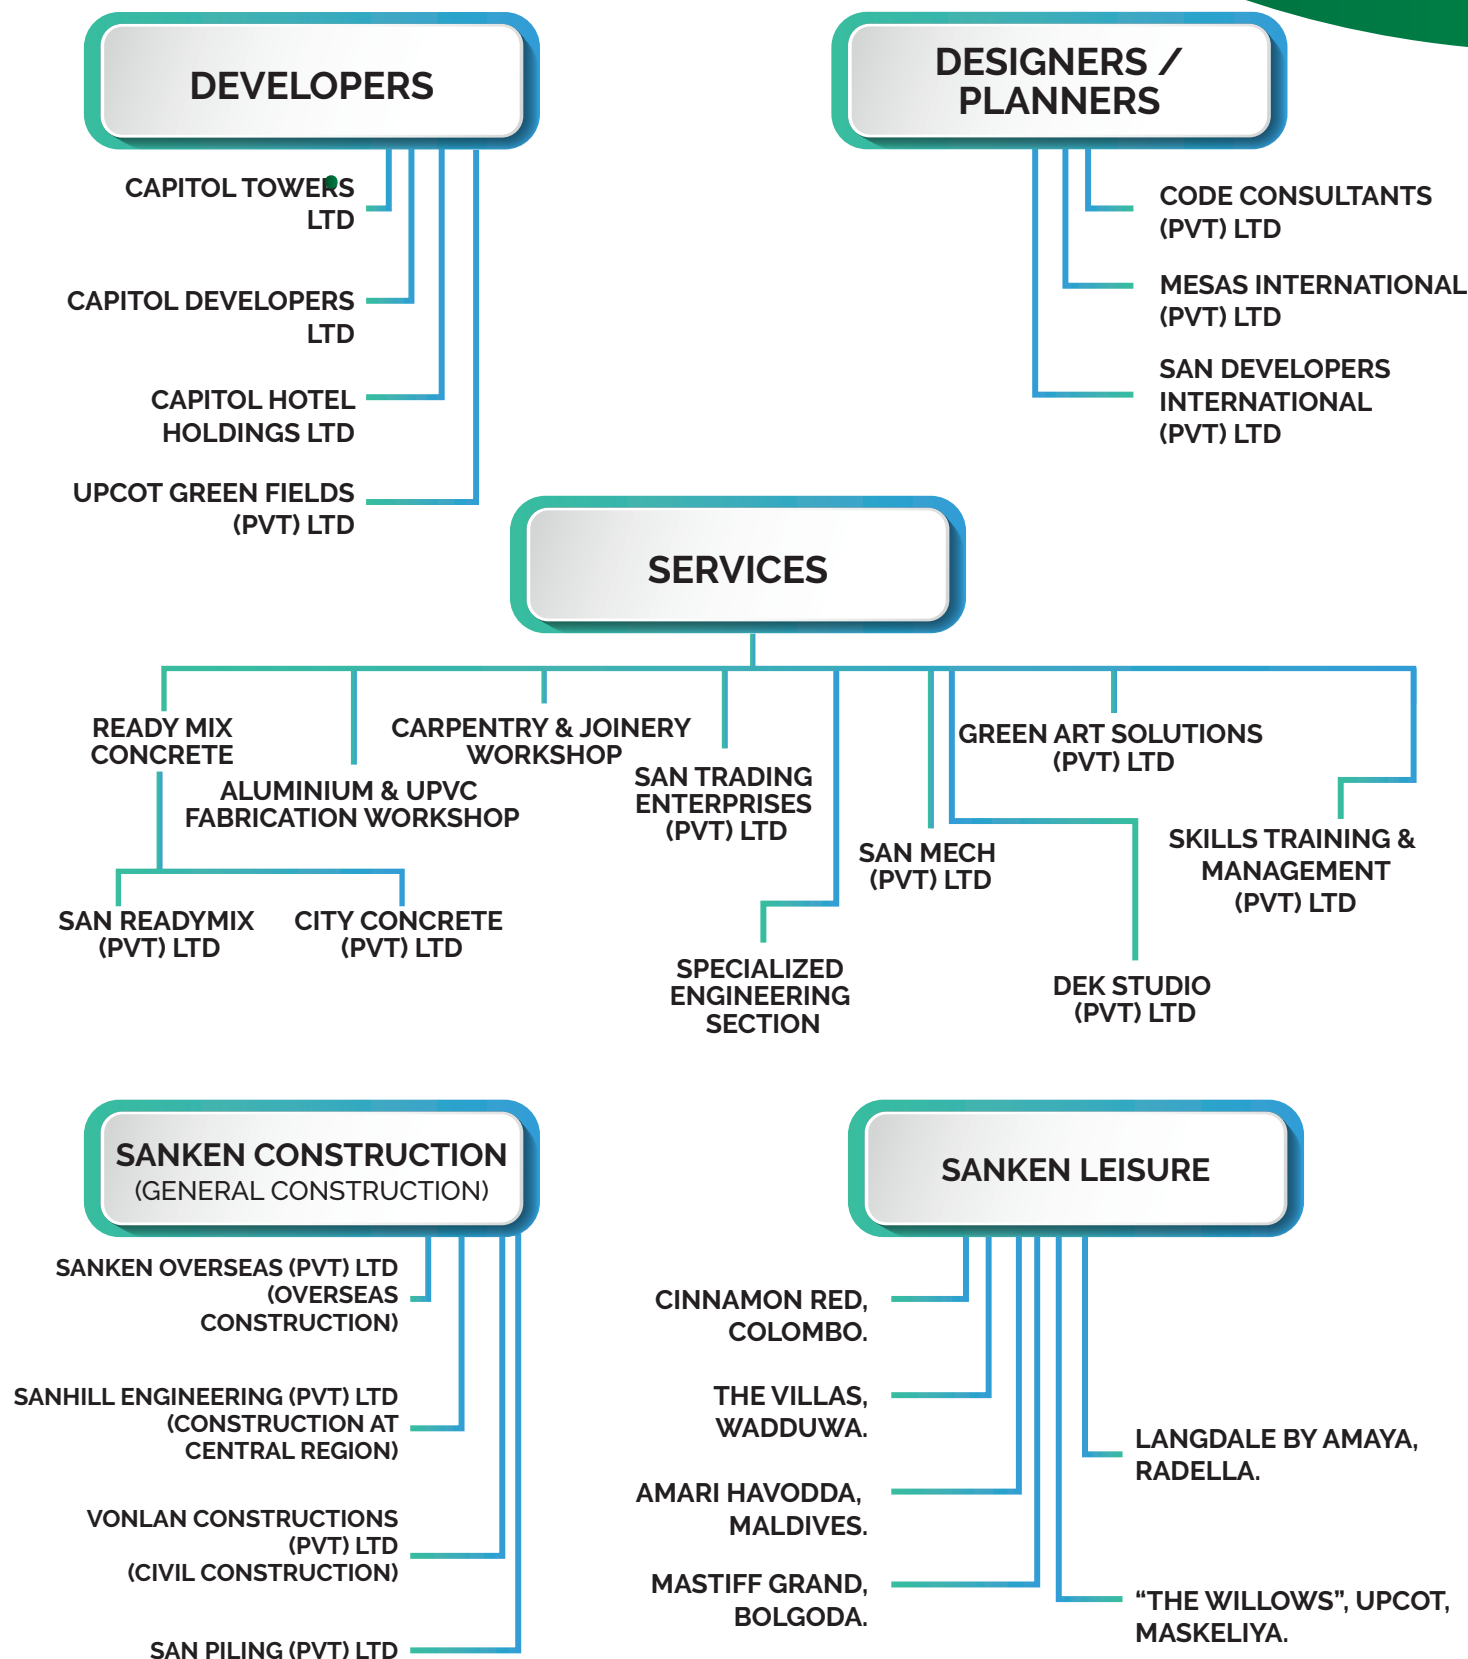 DEVELOPERS
CAPITOL TOWERS
LTD
CAPITOL DEVELOPERS
LTD
CAPITOL HOTEL
HOLDINGS LTD
UPCOT GREEN FIELDS
(PVT) LTD
DESIGNERS /
PLANNERS
CODE CONSULTANTS
(PVT) LTD
MESAS INTERNATIONAL
(PVT) LTD
SAN DEVELOPERS
INTERNATIONAL
(PVT) LTD
SERVICES
READY MIX
CONCRETE
SAN READYMIX
(PVT) LTD
CITY CONCRETE
(PVT) LTD
ALUMINIUM & UPVC
FABRICATION WORKSHOP
CARPENTRY & JOINERY
WORKSHOP
SAN TRADING
ENTERPRISES
(PVT) LTD
SPECIALIZED
ENGINEERING
SECTION
SAN MECH
(PVT) LTD
DEK STUDIO
(PVT) LTD
GREEN ART SOLUTIONS
(PVT) LTD
SKILLS TRAINING &
MANAGEMENT
(PVT) LTD
SANKEN CONSTRUCTION
(GENERAL CONSTRUCTION)
SANKEN OVERSEAS (PVT) LTD
(OVERSEAS
CONSTRUCTION)
SANHILL ENGINEERING (PVT) LTD
(CONSTRUCTION AT
CENTRAL REGION)
VONLAN CONSTRUCTIONS
(PVT) LTD
(CIVIL CONSTRUCTION)
SAN PILING (PVT) LTD
SANKEN LEISURE
CINNAMON RED,
COLOMBO.
THE VILLAS,
WADDUWA.
AMARI HAVODDA,
MALDIVES.
MASTIFF GRAND,
BOLGODA.
LANGDALE BY AMAYA,
RADELLA.
“THE WILLOWS”, UPCOT,
MASKELIYA.